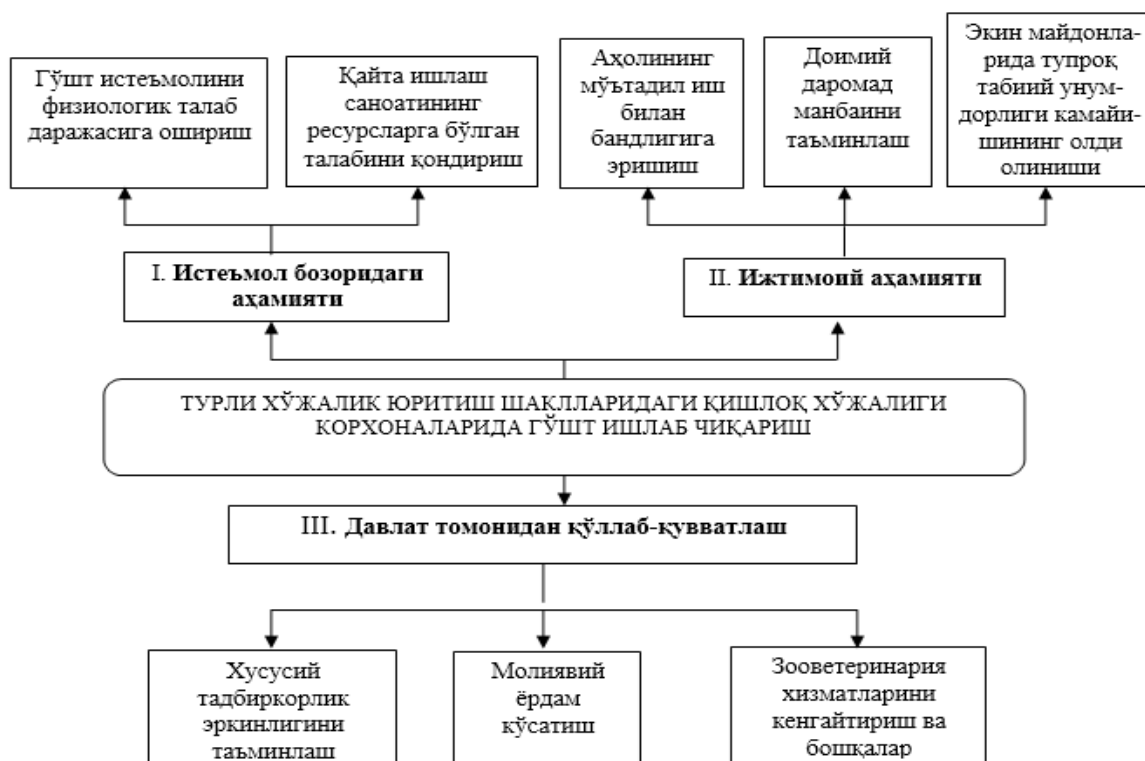 Гўшт истеъмолини
физиологик талаб
даражасига ошириш
Қайта ишлаш
саноатининг
ресурсларга бўлган
талабини қондириш
Аҳолининг
мўътадил иш
билан
бандлигига
эришиш
Доимий
даромад
манбаини
таъминлаш
Экин майдонла-
рида тупроқ
табиий унум-
дорлиги камайи-
шининг олди
олиниши
I. Истеъмол бозоридаги
аҳамияти
II. Ижтимоий аҳамияти
ТУРЛИ ХЎЖАЛИК ЮРИТИШ ШАКЛЛАРИДАГИ ҚИШЛОҚ ХЎЖАЛИГИ
КОРХОНАЛАРИДА ГЎШТ ИШЛАБ ЧИҚАРИШ
III. Давлат томонидан қўллаб-қувватлаш
Хусусий
тадбиркорлик
эркинлигини
таъминлаш
Молиявий
ёрдам
кўсатиш
Зооветеринария
хизматларини
кенгайтириш ва
бошқалар